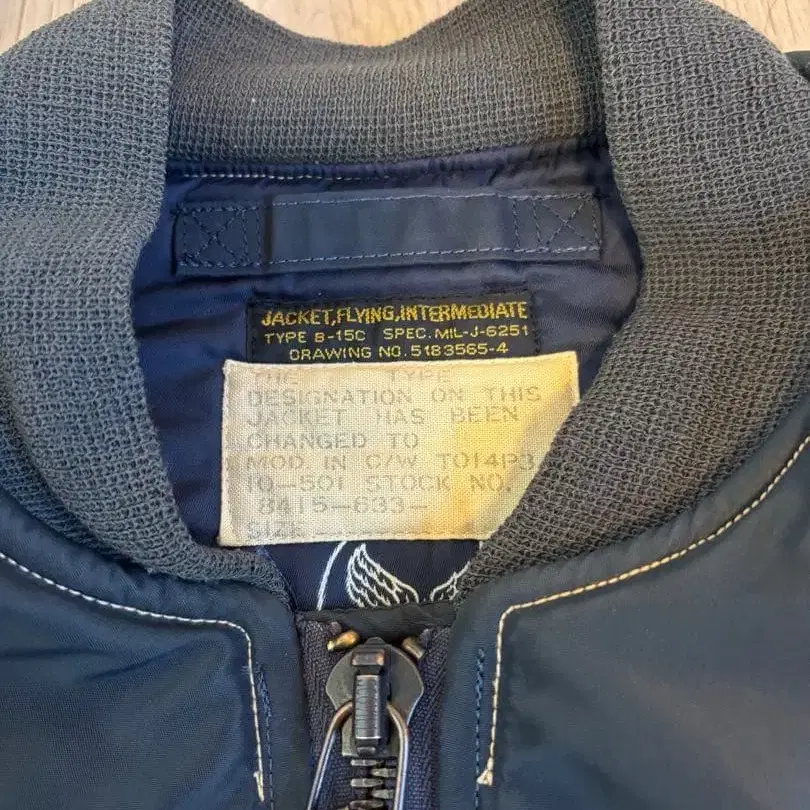 JACKET,FLYING,INTERMEDIATE
TYPE B-15C SPEC.MIL-J-6251
DRAWING NO.5183565-4
THE TYPE
DESIGNATION ON THIS
JACKET HAS BEEN
CHANGED TO
MOD. IN C/W TO14P3
10-501 STOCK NO.
8415-633-
SIZE